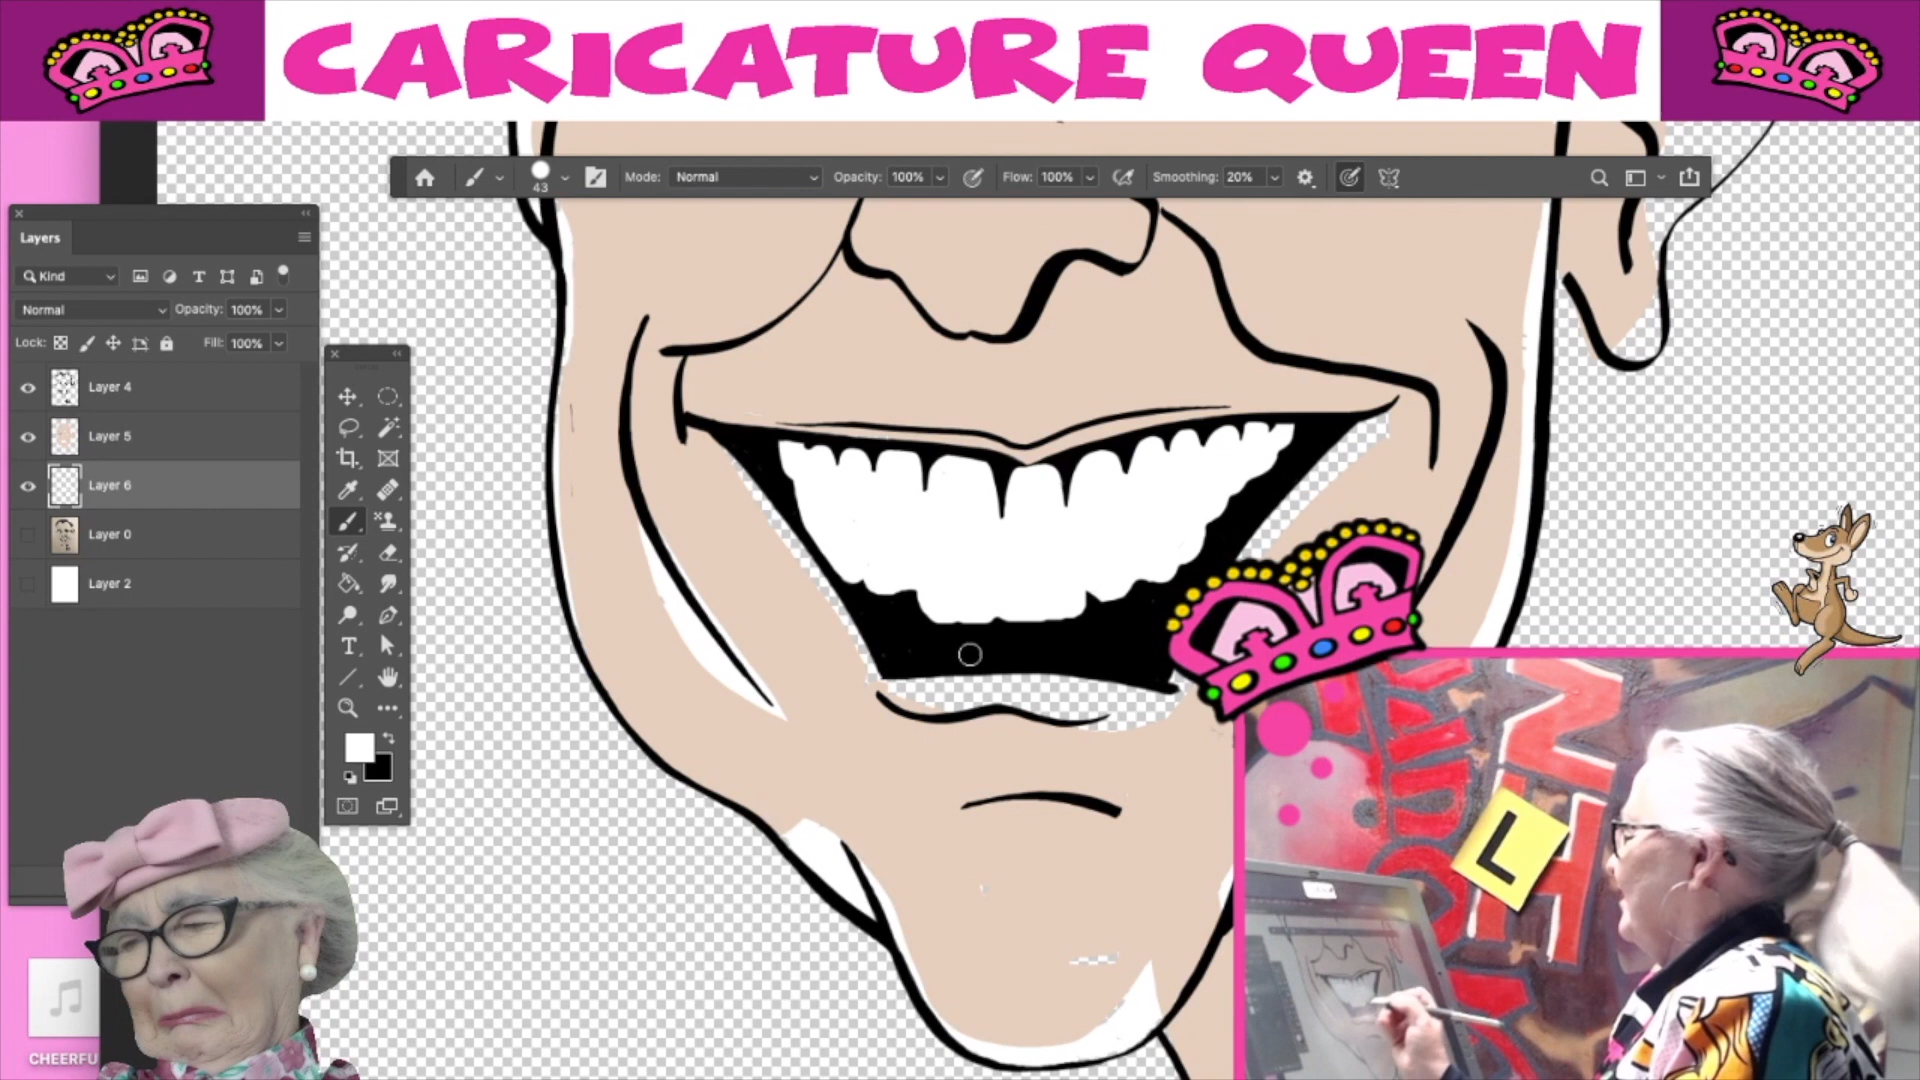 CARICATURE QUEEN
43
Mode: Normal
Opacity: 100%
Flow: 100%
Smoothing: 20%
Layers
Kind
Normal
Opacity: 100%
Lock:
Fill: 100%
Layer 4
Layer 5
Layer 6
Layer 0
Layer 2
T
L
CHEERFU